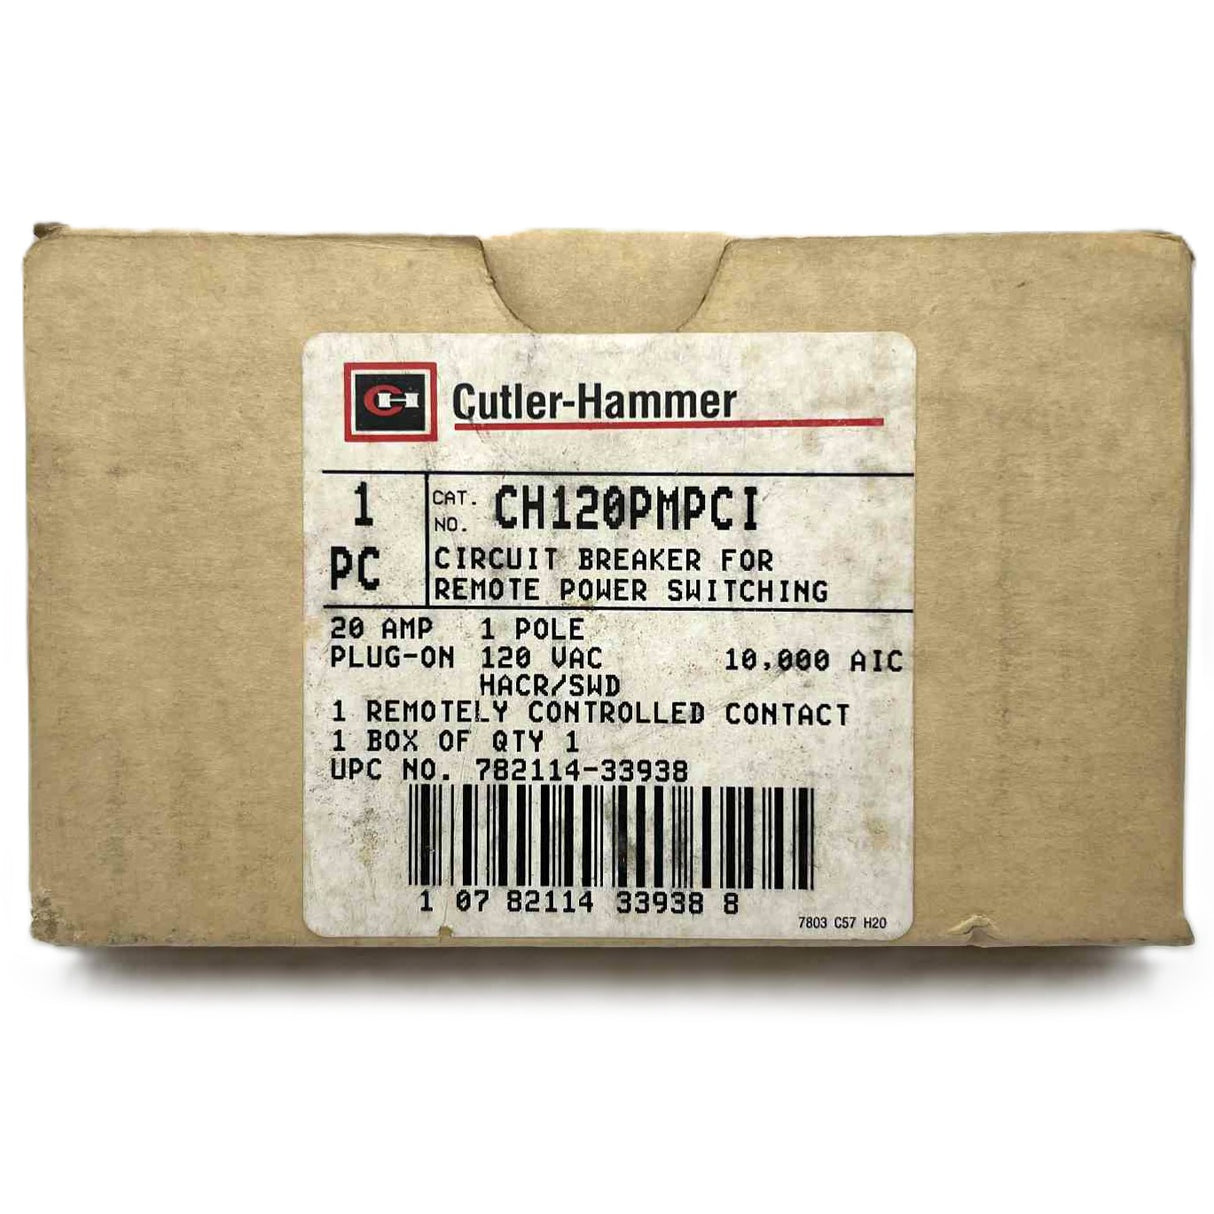 CH Cutler-Hammer
1 PC
CAT. NO. CH120PMPCI
CIRCUIT BREAKER FOR
REMOTE POWER SWITCHING
20 AMP 1 POLE
PLUG-ON 120 VAC 10,000 AIC
HACR/SWD
1 REMOTELY CONTROLLED CONTACT
1 BOX OF QTY 1
UPC NO. 782114-33938
1 07 82114 33938 8
7803 C57 H20